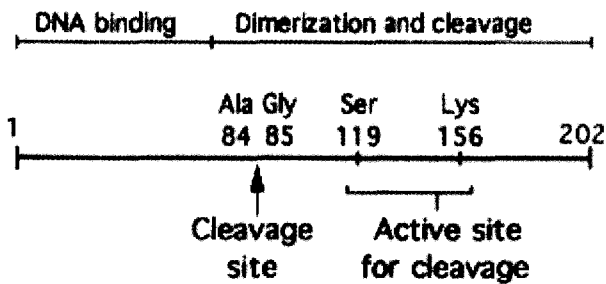 DNA binding Dimerization and cleavage
Ala Gly Ser Lys
1 84 85 119 156 202
Cleavage site
Active site for cleavage